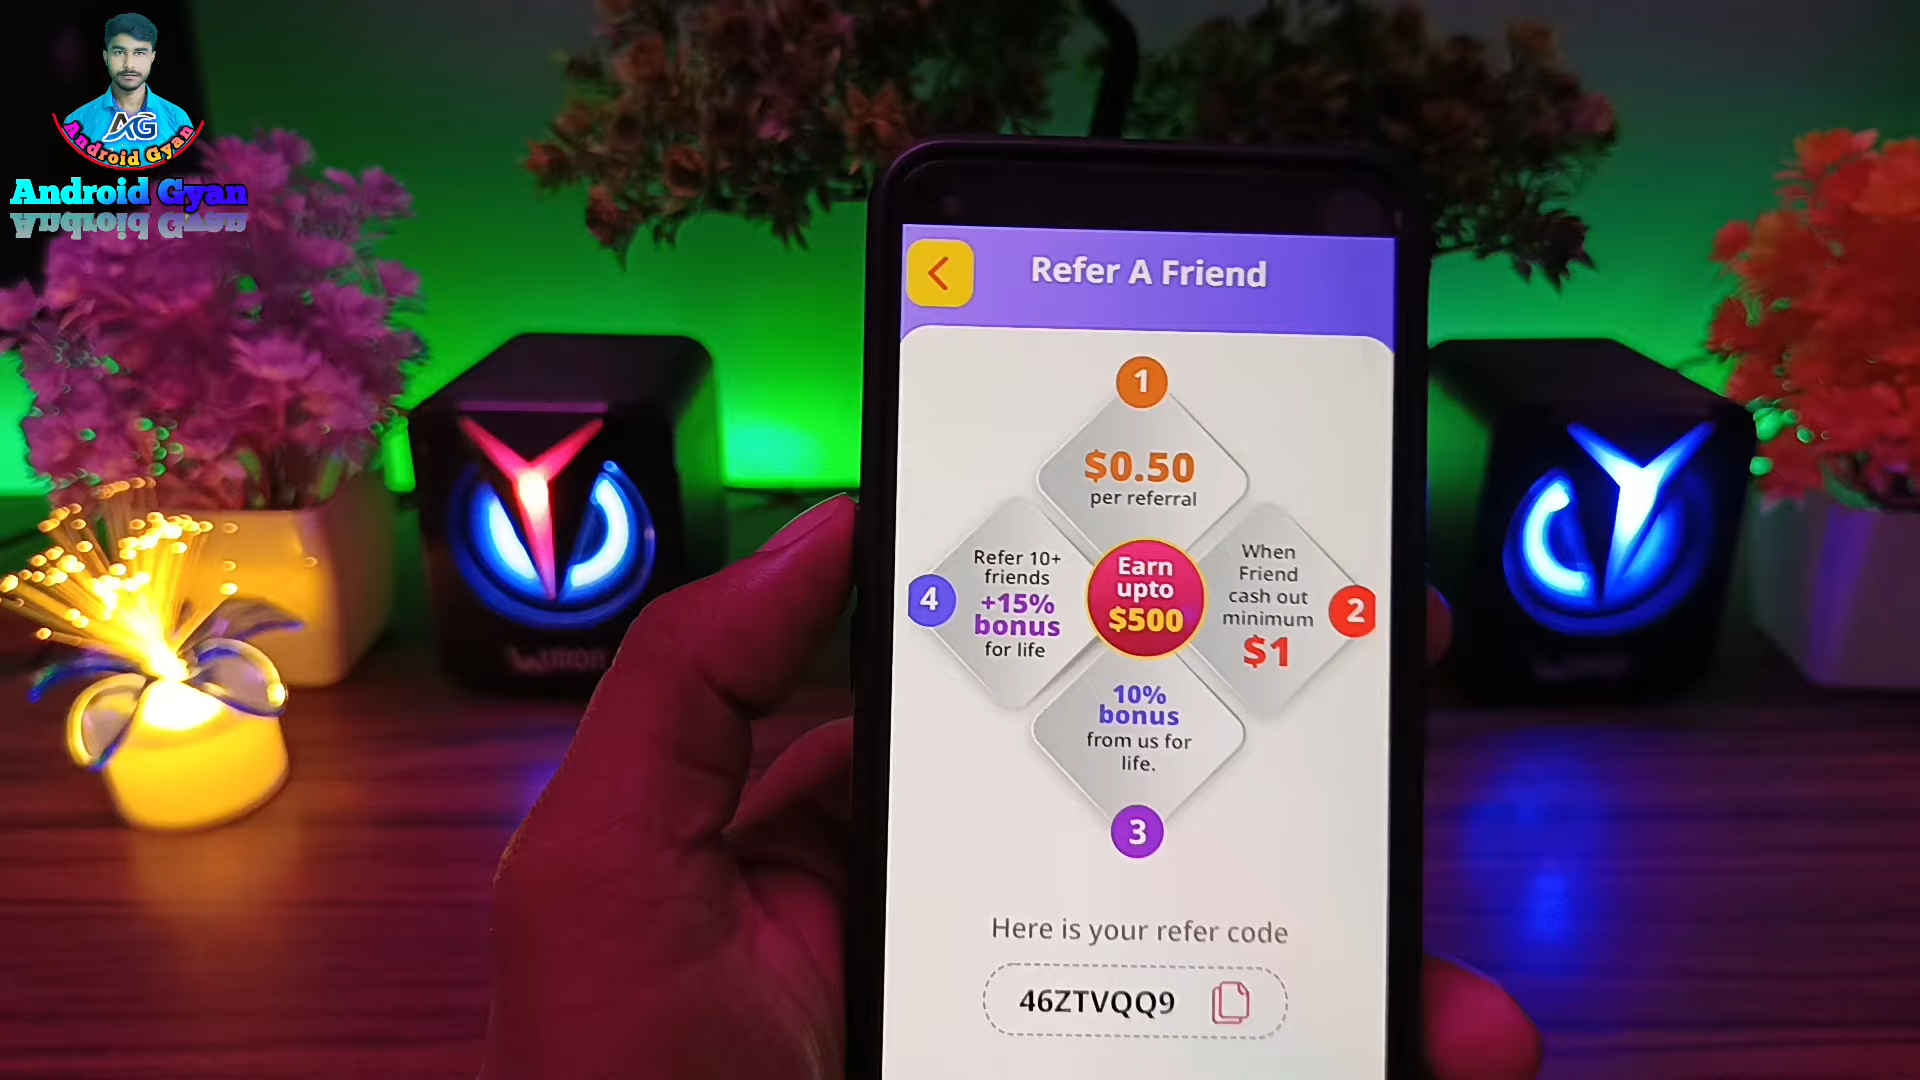 AG
Android Gyan
Android Gyan
Refer A Friend
1
$0.50
per referral
Refer 10+
friends
+15%
bonus
for life
4
Earn
upto
$500
When
Friend
cash out
minimum
$1
2
10%
bonus
from us for
life.
3
Here is your refer code
46ZTVQQ9